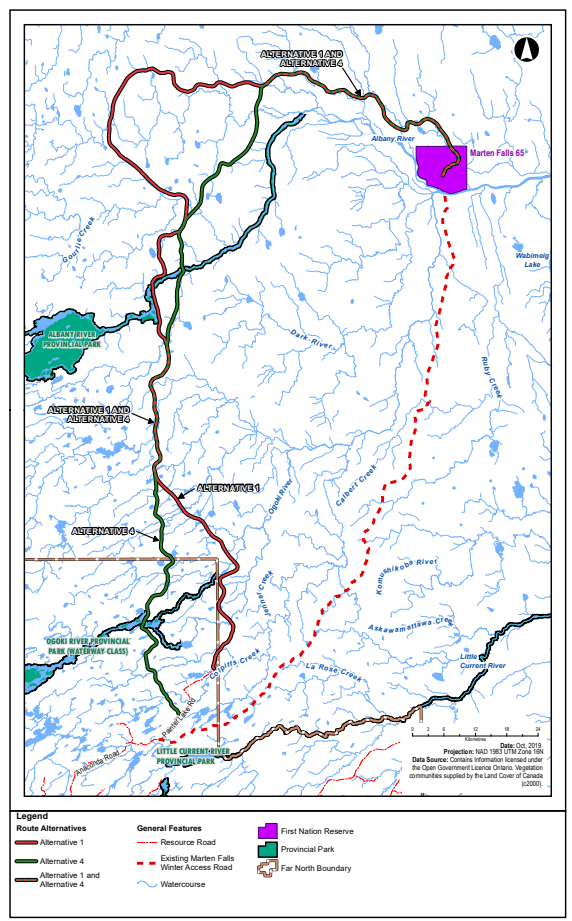 ALTERNATIVE 1 AND
ALTERNATIVE 4
Albany River
Marten Falls 65
Gourlie Creek
Wabimeig
Lake
ALBANY RIVER
PROVINCIAL PARK
Dark River
Ruby Creek
ALTERNATIVE 1 AND
ALTERNATIVE 4
ALTERNATIVE 1
Ogoki River
Calbert Creek
ALTERNATIVE 4
Komushikoba River
Jennef Creek
Askawamattawa Creek
OGOKI RIVER PROVINCIAL
PARK (WATERWAY CLASS)
Colpitts Creek
La Rose Creek
Little
Current River
Painter Lake Rd
Anaconda Road
LITTLE CURRENT RIVER
PROVINCIAL PARK
0 3 6 12 18 24
Kilometres
Date: Oct, 2019
Projection: NAD 1983 UTM Zone 16N
Data Source: Contains Information licensed under
the Open Government Licence Ontario. Vegetation
communities supplied by the Land Cover of Canada
(c2000).
Legend
Route Alternatives
Alternative 1
Alternative 4
Alternative 1 and
Alternative 4
General Features
Resource Road
Existing Marten Falls
Winter Access Road
Watercourse
First Nation Reserve
Provincial Park
Far North Boundary